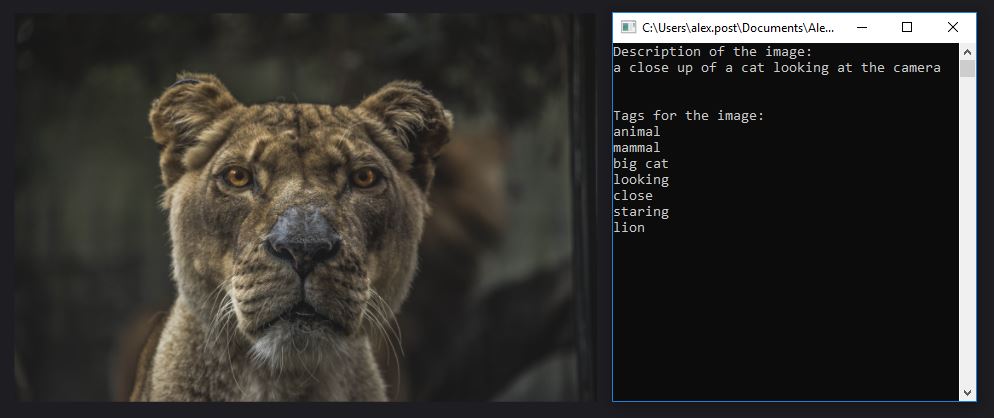 C:\Users\alex.post\Documents\Ale...
Description of the image:
a close up of a cat looking at the camera
Tags for the image:
animal
mammal
big cat
looking
close
staring
lion